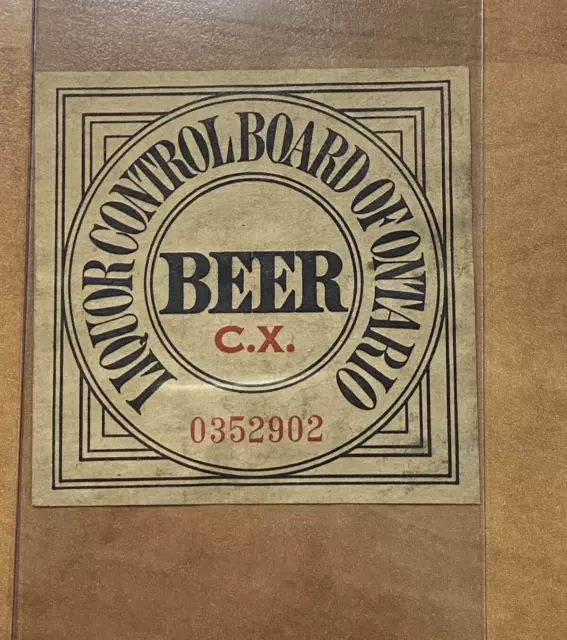 LIQUOR CONTROL BOARD OF ONTARIO
BEER
C.X.
0352902